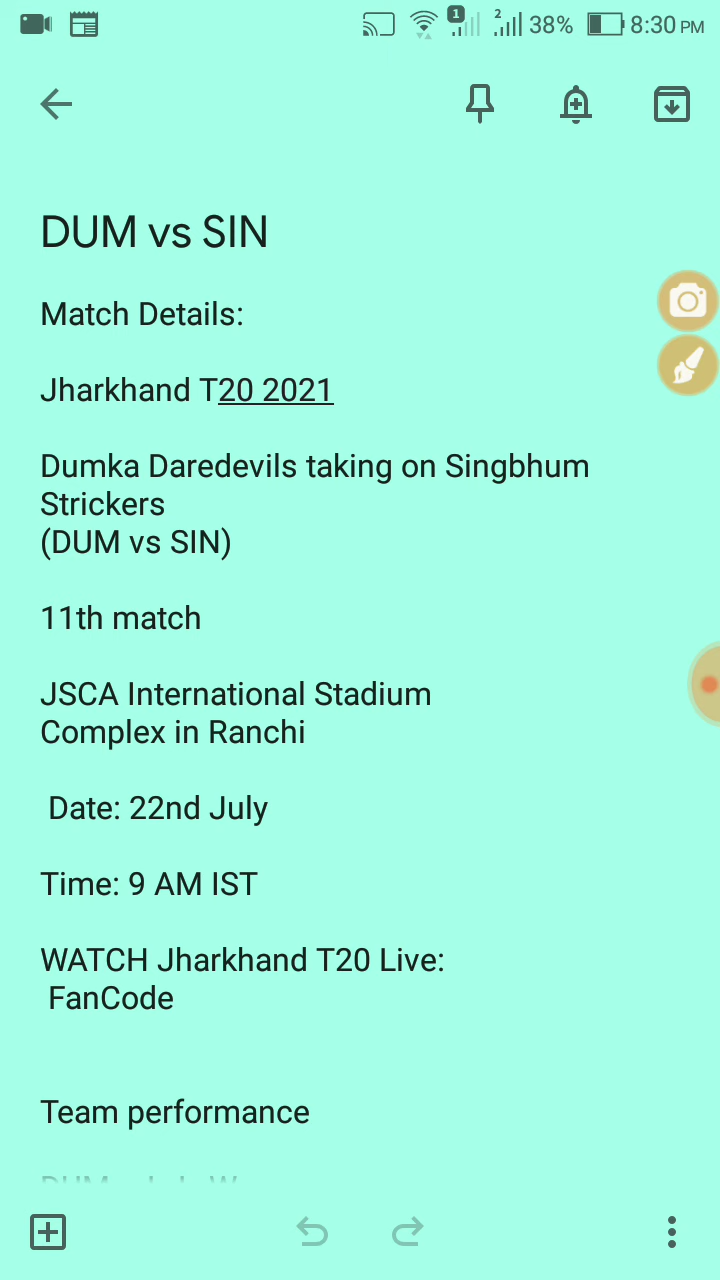 1 2 38% 8:30 PM
DUM vs SIN
Match Details:
Jharkhand T20 2021
Dumka Daredevils taking on Singbhum
Strickers
(DUM vs SIN)
11th match
JSCA International Stadium
Complex in Ranchi
Date: 22nd July
Time: 9 AM IST
WATCH Jharkhand T20 Live:
FanCode
Team performance